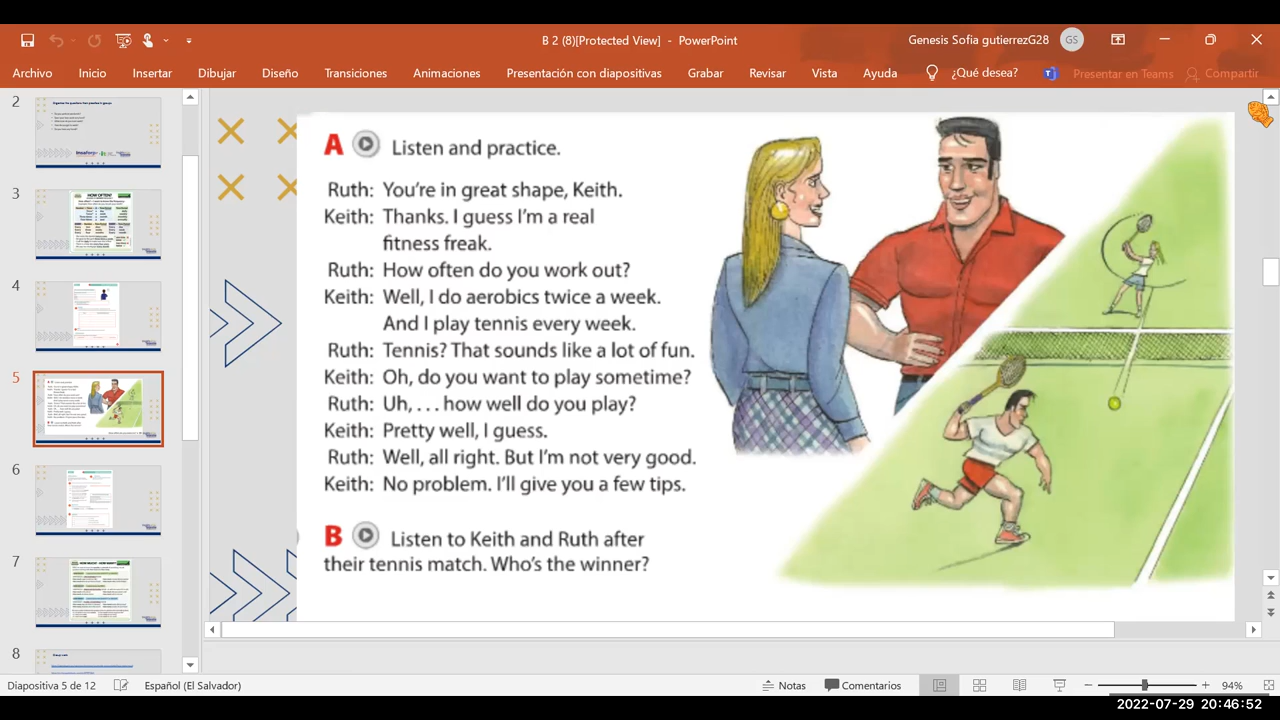 B 2 (8)[Protected View] - PowerPoint
Genesis Sofia gutierrezG28
GS
Archivo Inicio Insertar Dibujar Diseño Transiciones Animaciones Presentación con diapositivas Grabar Revisar Vista Ayuda ¿Qué desea? Presentar en Teams Compartir
2
3
HOW OFTEN?
4
5
6
7
HOW MUCH? - HOW MANY?
8
A Listen and practice.
Ruth: You're in great shape, Keith.
Keith: Thanks. I guess I'm a real
fitness freak.
Ruth: How often do you work out?
Keith: Well, I do aerobics twice a week.
And I play tennis every week.
Ruth: Tennis? That sounds like a lot of fun.
Keith: Oh, do you want to play sometime?
Ruth: Uh, . . . how well do you play?
Keith: Pretty well, I guess.
Ruth: Well, all right. But I'm not very good.
Keith: No problem. I'll give you a few tips.
B Listen to Keith and Ruth after
their tennis match. Who's the winner?
Diapositiva 5 de 12 Español (El Salvador) Notas Comentarios 94%
2022-07-29 20:46:52